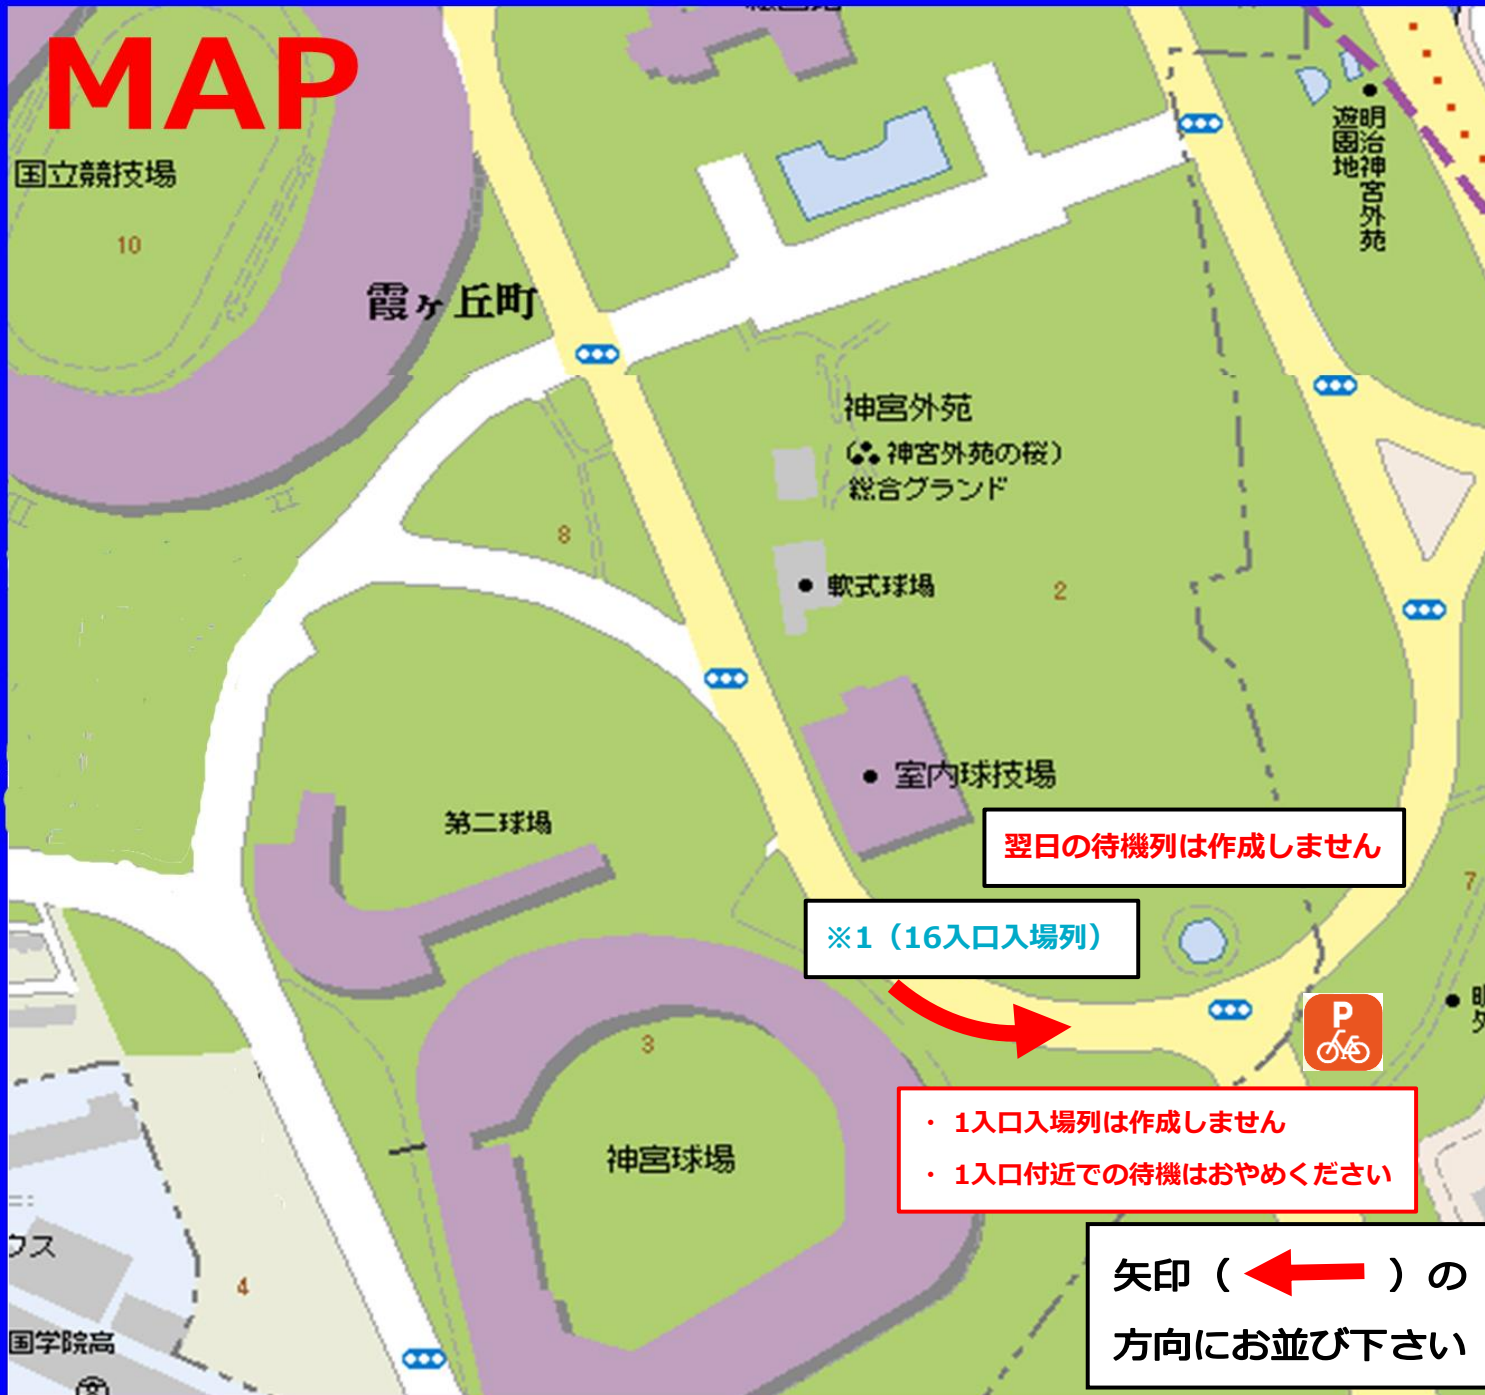 MAP
国立競技場
10
霞ヶ丘町
明治神宮外苑
遊園地
神宮外苑
(∴神宮外苑の桜)
総合グランド
8
軟式球場
2
室内球技場
第二球場
翌日の待機列は作成しません
7
※1（16入口入場列）
P
3
・ 1入口入場列は作成しません
・ 1入口付近での待機はおやめください
神宮球場
矢印（ ← ）の
方向にお並び下さい
ウス
4
国学院高